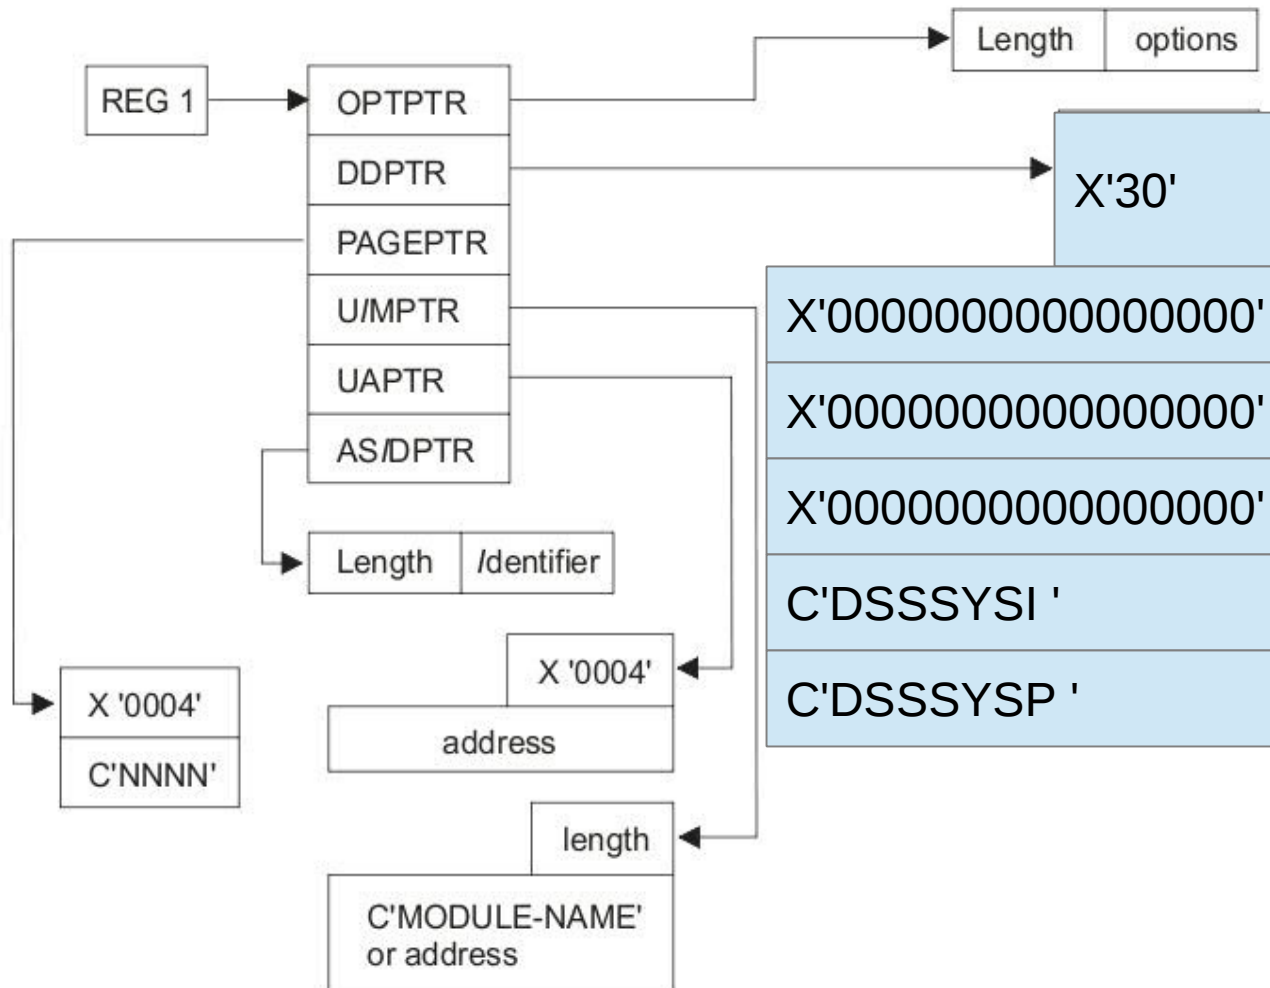 Length options
REG 1
OPTPTR
DDPTR
PAGEPTR
U/MPTR
UAPTR
AS/DPTR
X'30'
X'0000000000000000'
X'0000000000000000'
X'0000000000000000'
C'DSSSYSI '
C'DSSSYSP '
Length Identifier
X '0004'
address
X '0004'
C'NNNN'
length
C'MODULE-NAME'
or address